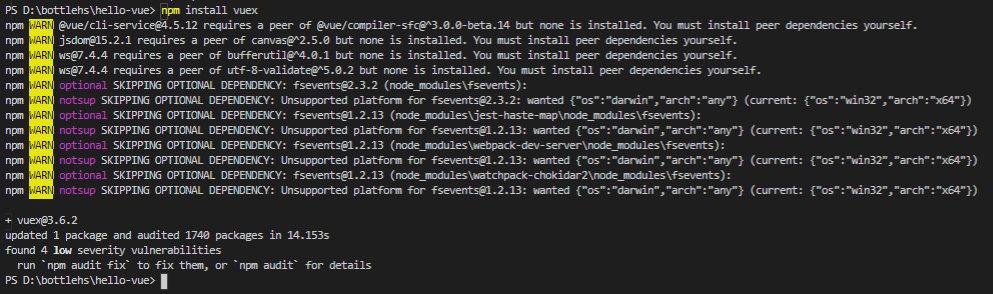 PS D:\bottlehs\hello-vue> npm install vuex
npm WARN @vue/cli-service@4.5.12 requires a peer of @vue/compiler-sfc@^3.0.0-beta.14 but none is installed. You must install peer dependencies yourself.
npm WARN jsdom@15.2.1 requires a peer of canvas@^2.5.0 but none is installed. You must install peer dependencies yourself.
npm WARN ws@7.4.4 requires a peer of bufferutil@^4.0.1 but none is installed. You must install peer dependencies yourself.
npm WARN ws@7.4.4 requires a peer of utf-8-validate@^5.0.2 but none is installed. You must install peer dependencies yourself.
npm WARN optional SKIPPING OPTIONAL DEPENDENCY: fsevents@2.3.2 (node_modules\fsevents):
npm WARN notsup SKIPPING OPTIONAL DEPENDENCY: Unsupported platform for fsevents@2.3.2: wanted {"os":"darwin","arch":"any"} (current: {"os":"win32","arch":"x64"})
npm WARN optional SKIPPING OPTIONAL DEPENDENCY: fsevents@1.2.13 (node_modules\jest-haste-map\node_modules\fsevents):
npm WARN notsup SKIPPING OPTIONAL DEPENDENCY: Unsupported platform for fsevents@1.2.13: wanted {"os":"darwin","arch":"any"} (current: {"os":"win32","arch":"x64"})
npm WARN optional SKIPPING OPTIONAL DEPENDENCY: fsevents@1.2.13 (node_modules\webpack-dev-server\node_modules\fsevents):
npm WARN notsup SKIPPING OPTIONAL DEPENDENCY: Unsupported platform for fsevents@1.2.13: wanted {"os":"darwin","arch":"any"} (current: {"os":"win32","arch":"x64"})
npm WARN optional SKIPPING OPTIONAL DEPENDENCY: fsevents@1.2.13 (node_modules\watchpack-chokidar2\node_modules\fsevents):
npm WARN notsup SKIPPING OPTIONAL DEPENDENCY: Unsupported platform for fsevents@1.2.13: wanted {"os":"darwin","arch":"any"} (current: {"os":"win32","arch":"x64"})
+ vuex@3.6.2
updated 1 package and audited 1740 packages in 14.153s
found 4 low severity vulnerabilities
run `npm audit fix` to fix them, or `npm audit` for details
PS D:\bottlehs\hello-vue>